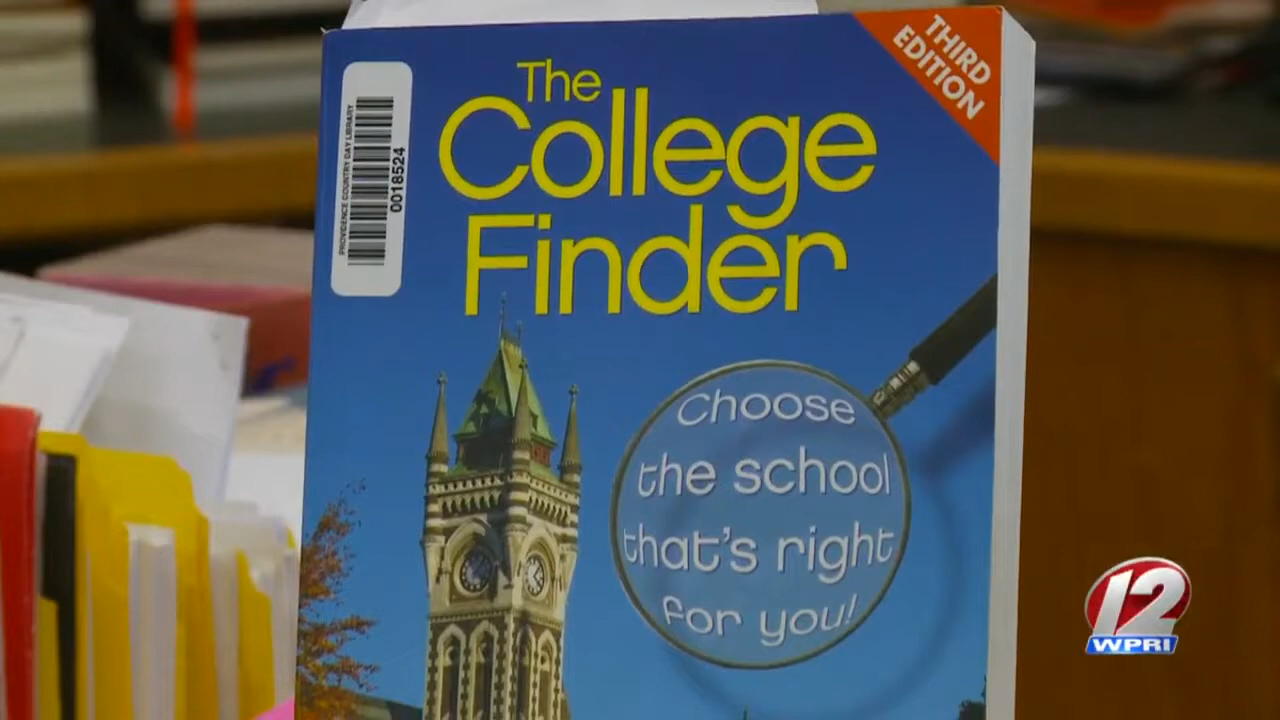 THIRD
EDITION
The
College
Finder
PROVIDENCE COUNTRY DAY LIBRARY
0018524
Choose
the school
that's right
for you!
12
WPRI